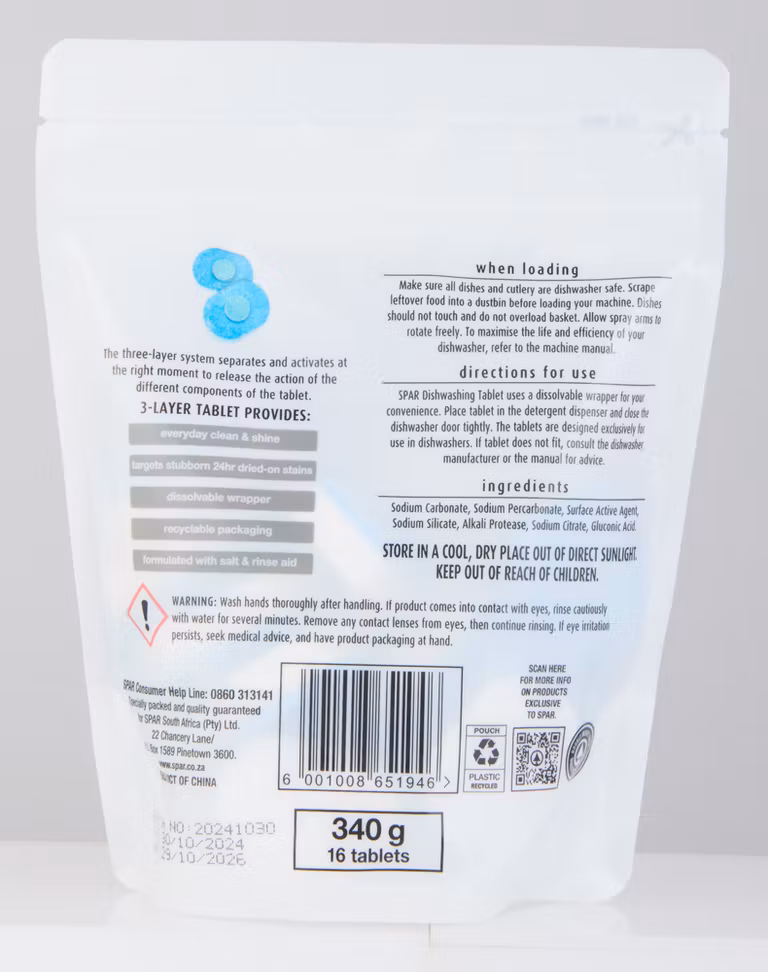 The three-layer system separates and activates at
the right moment to release the action of the
different components of the tablet.
3-LAYER TABLET PROVIDES:
everyday clean & shine
targets stubborn 24hr dried-on stains
dissolvable wrapper
recyclable packaging
formulated with salt & rinse aid
when loading
Make sure all dishes and cutlery are dishwasher safe. Scrape
leftover food into a dustbin before loading your machine. Dishes
should not touch and do not overload basket. Allow spray arms to
rotate freely. To maximise the life and efficiency of your
dishwasher, refer to the machine manual.
directions for use
SPAR Dishwashing Tablet uses a dissolvable wrapper for your
convenience. Place tablet in the detergent dispenser and close the
dishwasher door tightly. The tablets are designed exclusively for
use in dishwashers. If tablet does not fit, consult the dishwasher
manufacturer or the manual for advice.
ingredients
Sodium Carbonate, Sodium Percarbonate, Surface Active Agent,
Sodium Silicate, Alkali Protease, Sodium Citrate, Gluconic Acid.
STORE IN A COOL, DRY PLACE OUT OF DIRECT SUNLIGHT.
KEEP OUT OF REACH OF CHILDREN.
WARNING: Wash hands thoroughly after handling. If product comes into contact with eyes, rinse cautiously
with water for several minutes. Remove any contact lenses from eyes, then continue rinsing. If eye irritation
persists, seek medical advice, and have product packaging at hand.
SPAR Consumer Help Line: 0860 313141
Specially packed and quality guaranteed
for SPAR South Africa (Pty) Ltd.
22 Chancery Lane/
Box 1589 Pinetown 3600.
www.spar.co.za
OF CHINA
6 001008 651946 >
POUCH
PLASTIC
RECYCLED
SCAN HERE
FOR MORE INFO
ON PRODUCTS
EXCLUSIVE
TO SPAR.
NO: 20241030
/10/2024
/10/2026
340 g
16 tablets